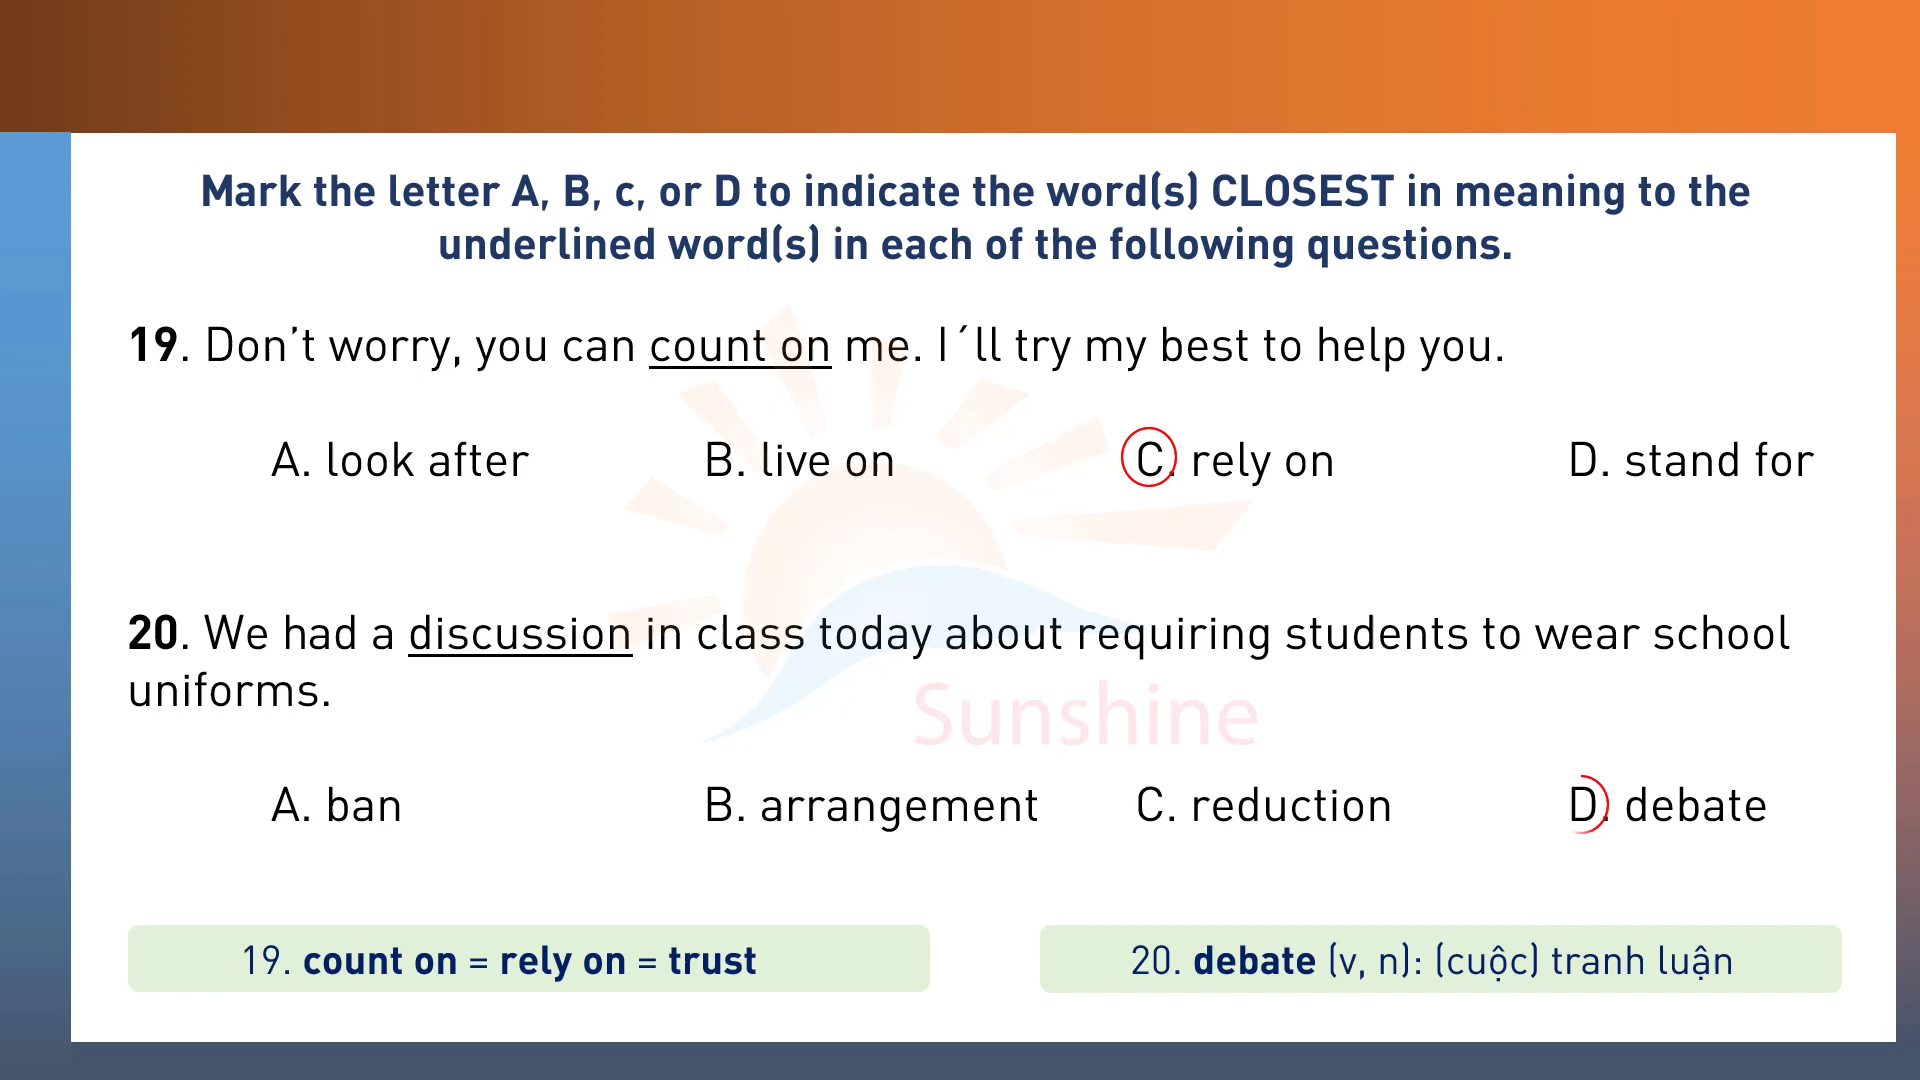 Mark the letter A, B, c, or D to indicate the word(s) CLOSEST in meaning to the
underlined word(s) in each of the following questions.
19. Don’t worry, you can count on me. I´ll try my best to help you.
A. look after B. live on C. rely on D. stand for
20. We had a discussion in class today about requiring students to wear school
uniforms.
Sunshine
A. ban B. arrangement C. reduction D. debate
19. count on = rely on = trust
20. debate (v, n): (cuộc) tranh luận